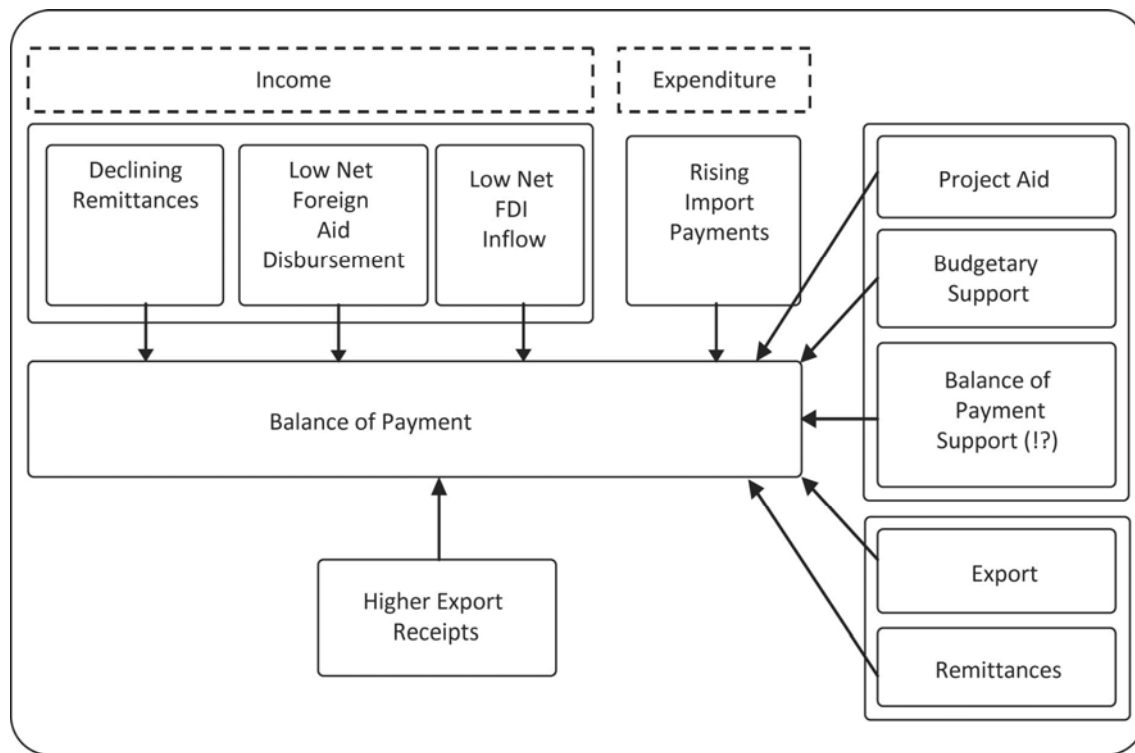 Income
Expenditure
Declining
Remittances
Low Net
Foreign
Aid
Disbursement
Low Net
FDI
Inflow
Rising
Import
Payments
Project Aid
Budgetary
Support
Balance of
Payment
Support (!?)
Balance of Payment
Higher Export
Receipts
Export
Remittances